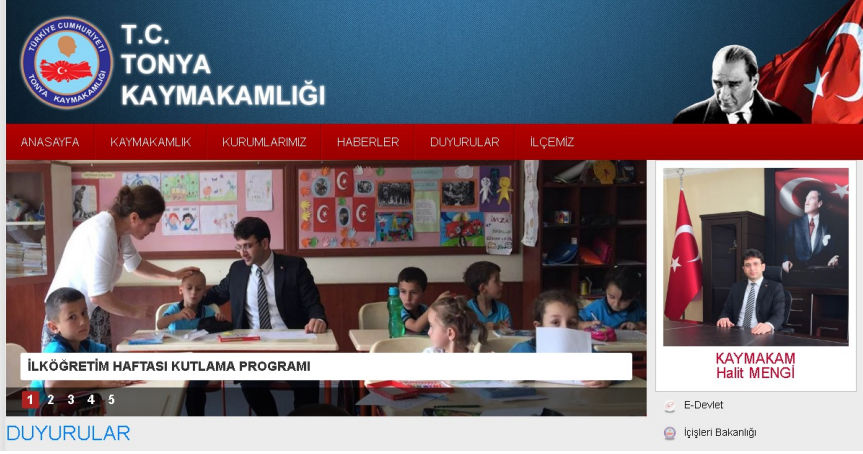 TÜRKİYE CUMHURİYETİ
TONYA KAYMAKAMLIĞI
T.C.
TONYA
KAYMAKAMLIĞI
ANASAYFA
KAYMAKAMLIK
KURUMLARIMIZ
HABERLER
DUYURULAR
İLÇEMİZ
İLKÖĞRETİM HAFTASI KUTLAMA PROGRAMI
1 2 3 4 5
KAYMAKAM
Halit MENGİ
E-Devlet
İçişleri Bakanlığı
DUYURULAR